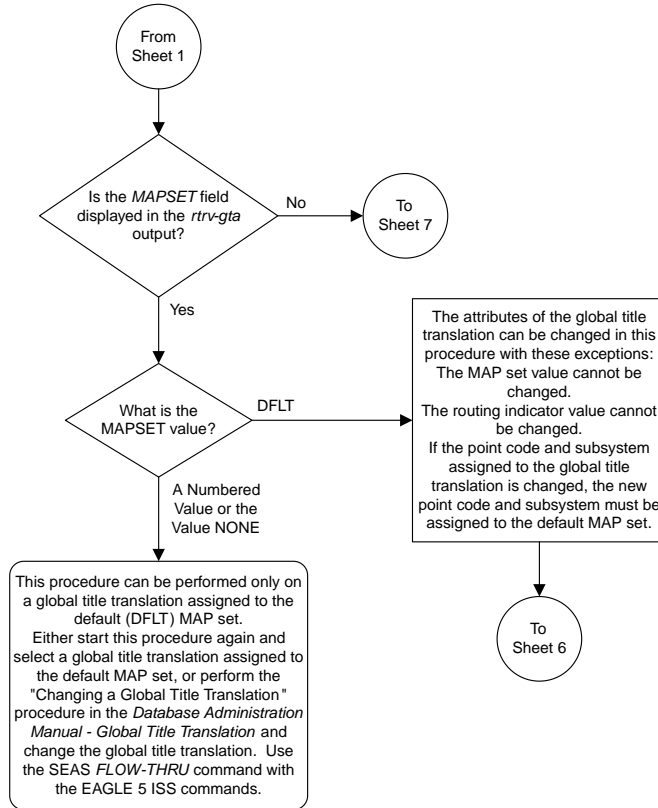 From
Sheet 1
Is the MAPSET field
displayed in the rtrv-gta
output?
No
To
Sheet 7
Yes
What is the
MAPSET value?
DFLT
The attributes of the global title
translation can be changed in this
procedure with these exceptions:
The MAP set value cannot be
changed.
The routing indicator value cannot
be changed.
If the point code and subsystem
assigned to the global title
translation is changed, the new
point code and subsystem must be
assigned to the default MAP set.
A Numbered
Value or the
Value NONE
This procedure can be performed only on
a global title translation assigned to the
default (DFLT) MAP set.
Either start this procedure again and
select a global title translation assigned to
the default MAP set, or perform the
"Changing a Global Title Translation"
procedure in the Database Administration
Manual - Global Title Translation and
change the global title translation. Use
the SEAS FLOW-THRU command with
the EAGLE 5 ISS commands.
To
Sheet 6